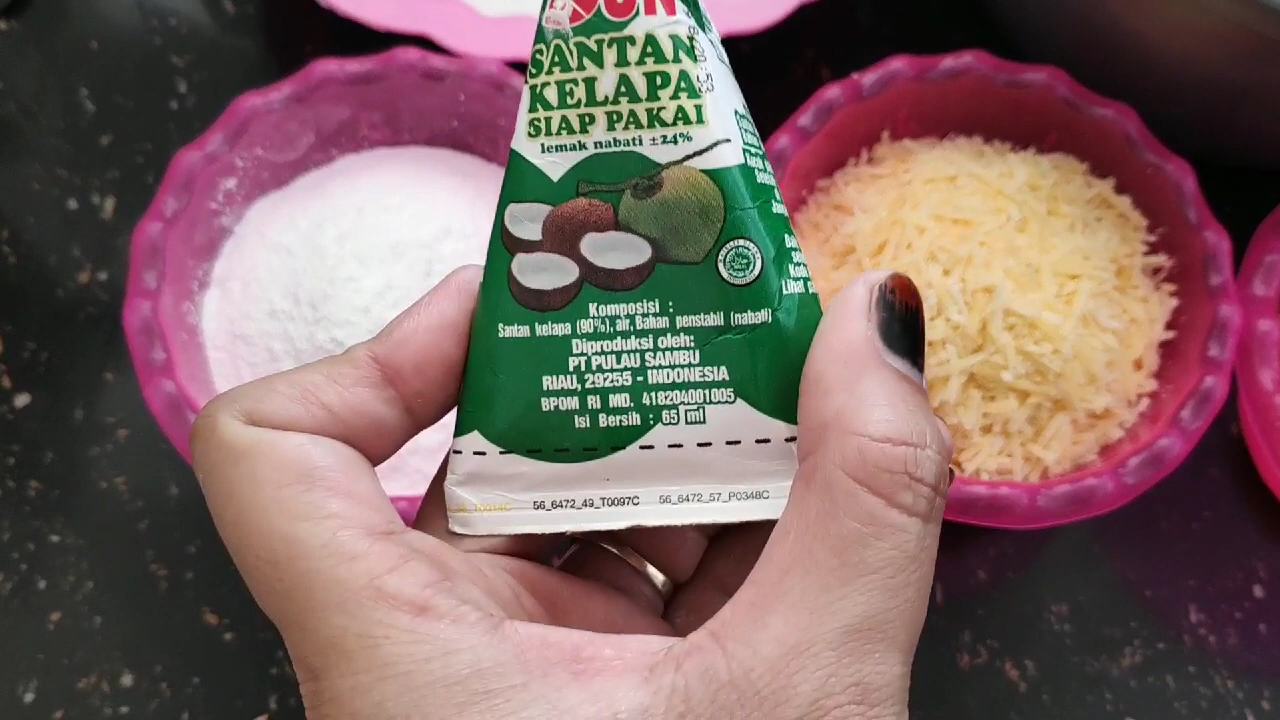 SANTAN
KELAPA
SIAP PAKAI
lemak nabati ±24%
Komposisi :
Santan kelapa (90%), air, Bahan penstabil (nabati)
Diproduksi oleh:
PT PULAU SAMBU
RIAU, 29255 - INDONESIA
BPOM RI MD. 418204001005
Isi Bersih : 65 ml
56_6472_49_T0097C 56_6472_57_P0348C